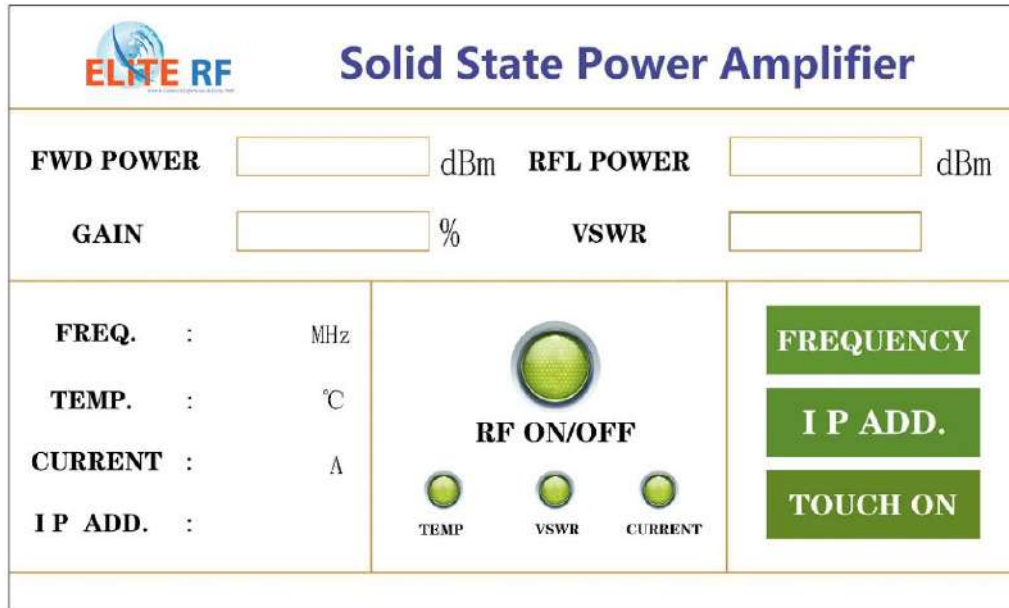 ELITE RF
Solid State Power Amplifier
FWD POWER dBm RFL POWER dBm
GAIN % VSWR
FREQ. : MHz
TEMP. : ℃
CURRENT : A
I P ADD. :
RF ON/OFF
TEMP VSWR CURRENT
FREQUENCY
I P ADD.
TOUCH ON